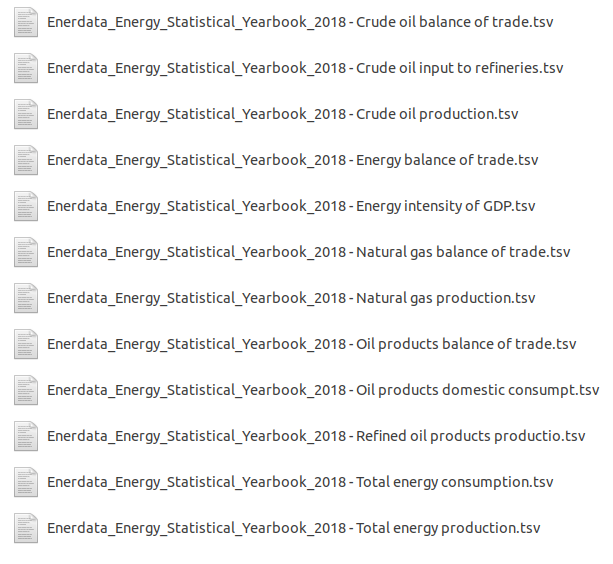 Enerdata_Energy_Statistical_Yearbook_2018 - Crude oil balance of trade.tsv
Enerdata_Energy_Statistical_Yearbook_2018 - Crude oil input to refineries.tsv
Enerdata_Energy_Statistical_Yearbook_2018 - Crude oil production.tsv
Enerdata_Energy_Statistical_Yearbook_2018 - Energy balance of trade.tsv
Enerdata_Energy_Statistical_Yearbook_2018 - Energy intensity of GDP.tsv
Enerdata_Energy_Statistical_Yearbook_2018 - Natural gas balance of trade.tsv
Enerdata_Energy_Statistical_Yearbook_2018 - Natural gas production.tsv
Enerdata_Energy_Statistical_Yearbook_2018 - Oil products balance of trade.tsv
Enerdata_Energy_Statistical_Yearbook_2018 - Oil products domestic consumpt.tsv
Enerdata_Energy_Statistical_Yearbook_2018 - Refined oil products productio.tsv
Enerdata_Energy_Statistical_Yearbook_2018 - Total energy consumption.tsv
Enerdata_Energy_Statistical_Yearbook_2018 - Total energy production.tsv